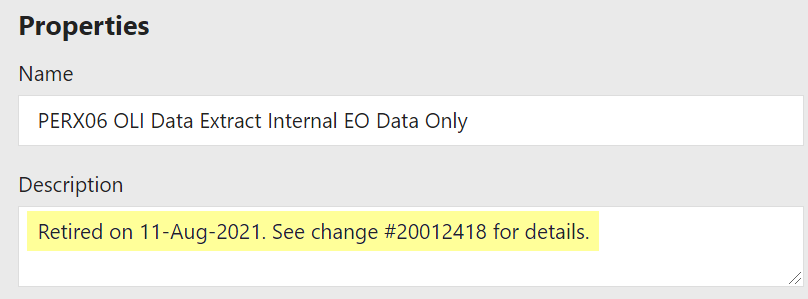 Properties
Name
PERX06 OLI Data Extract Internal EO Data Only
Description
Retired on 11-Aug-2021. See change #20012418 for details.